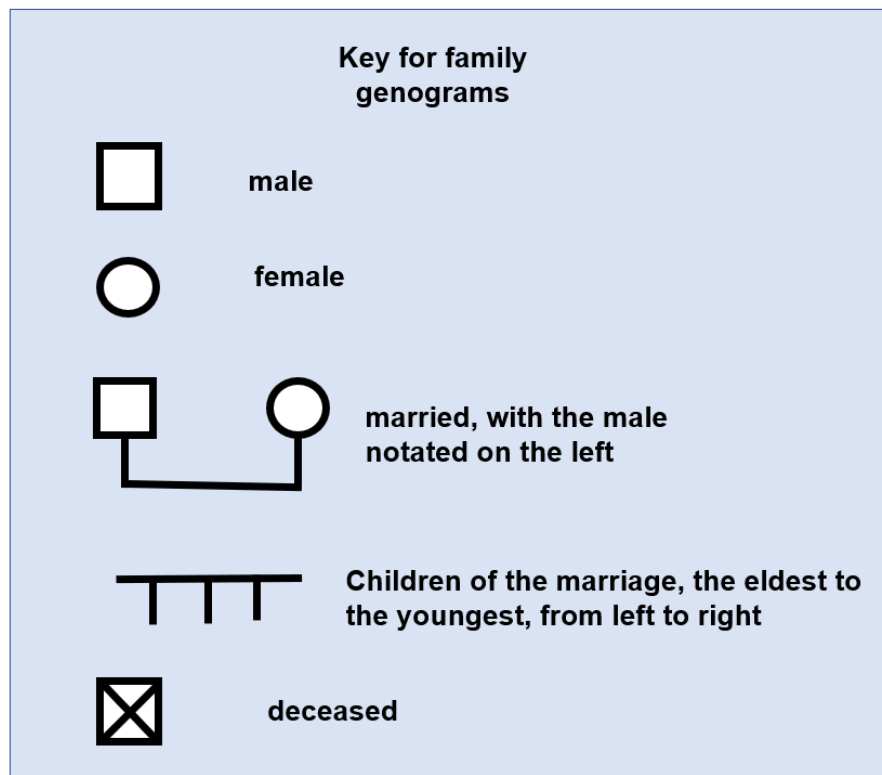 Key for family
genograms
male
female
married, with the male
notated on the left
Children of the marriage, the eldest to
the youngest, from left to right
deceased